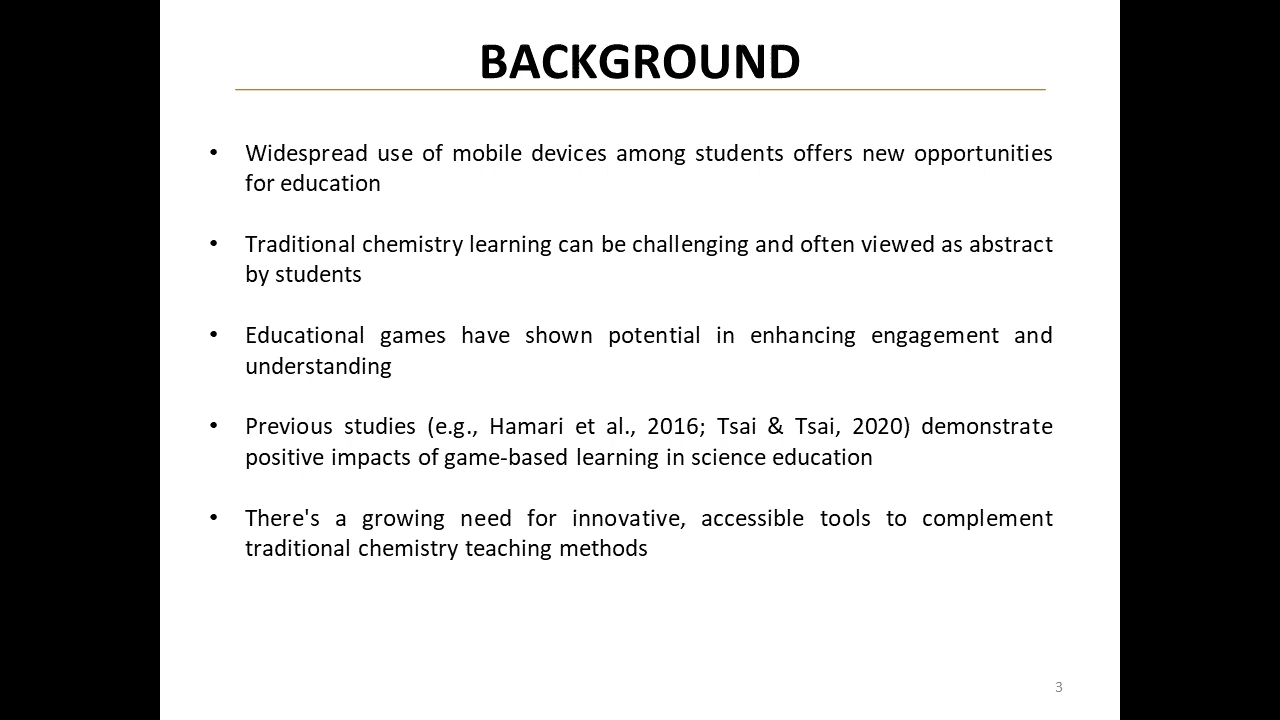 BACKGROUND
• Widespread use of mobile devices among students offers new opportunities
for education
• Traditional chemistry learning can be challenging and often viewed as abstract
by students
• Educational games have shown potential in enhancing engagement and
understanding
• Previous studies (e.g., Hamari et al., 2016; Tsai & Tsai, 2020) demonstrate
positive impacts of game-based learning in science education
• There's a growing need for innovative, accessible tools to complement
traditional chemistry teaching methods
3